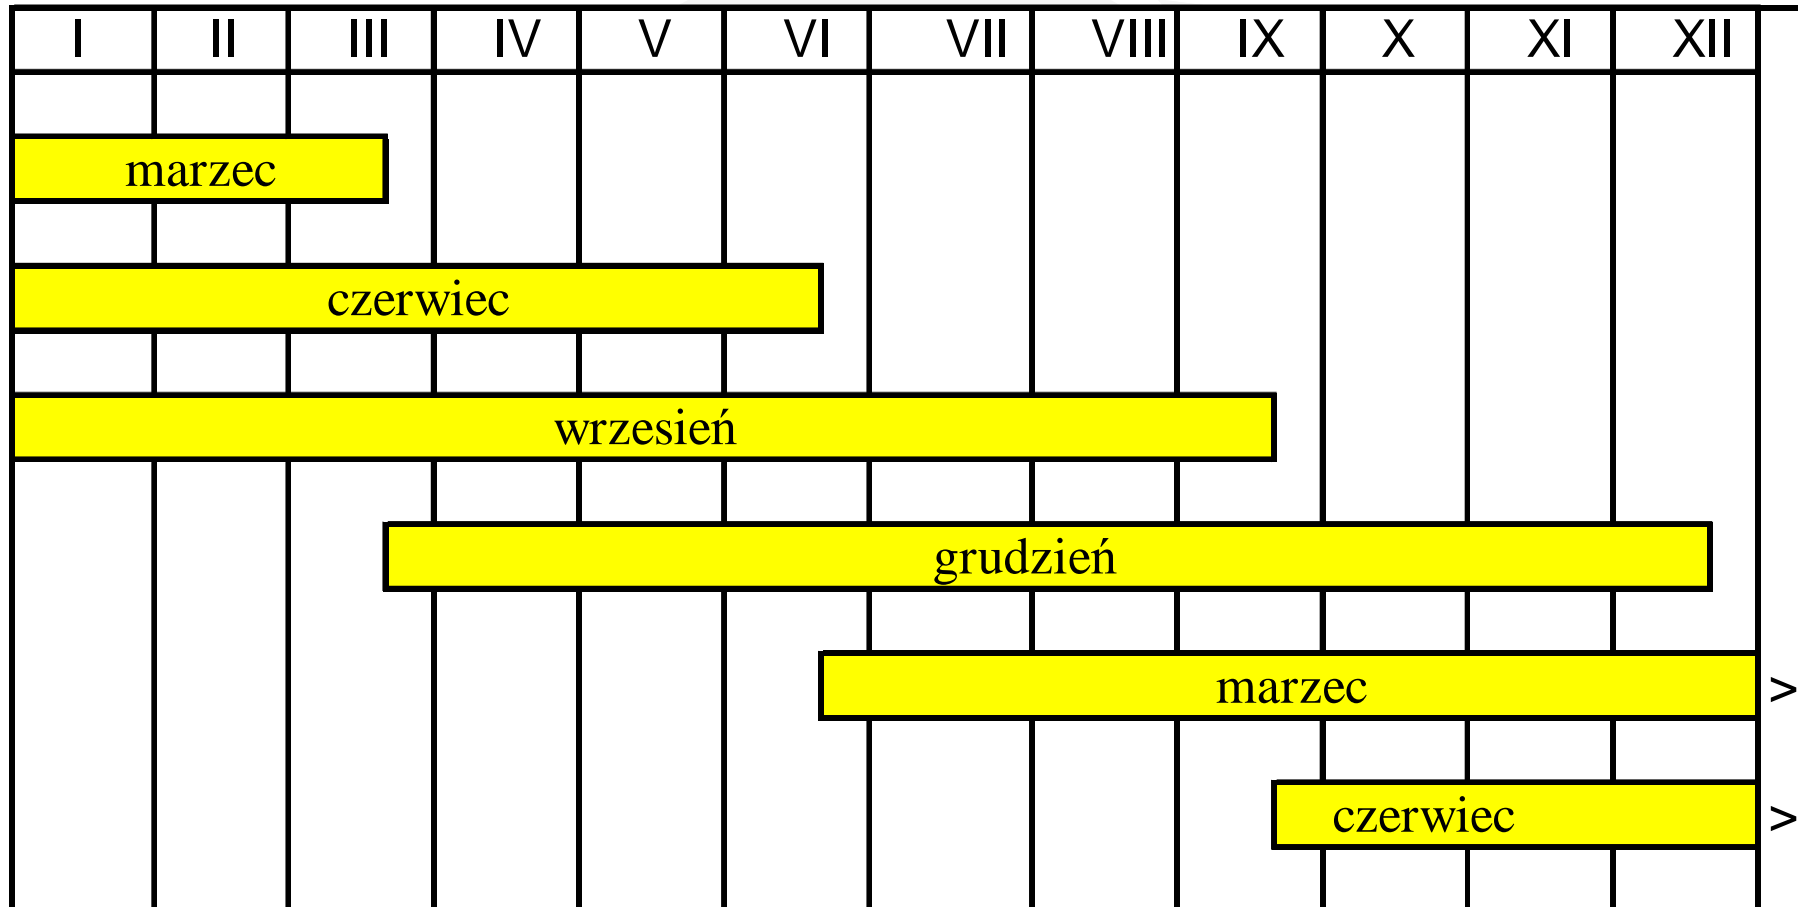 I II III IV V VI VII VIII IX X XI XII
marzec
czerwiec
wrzesień
grudzień
marzec >
czerwiec >